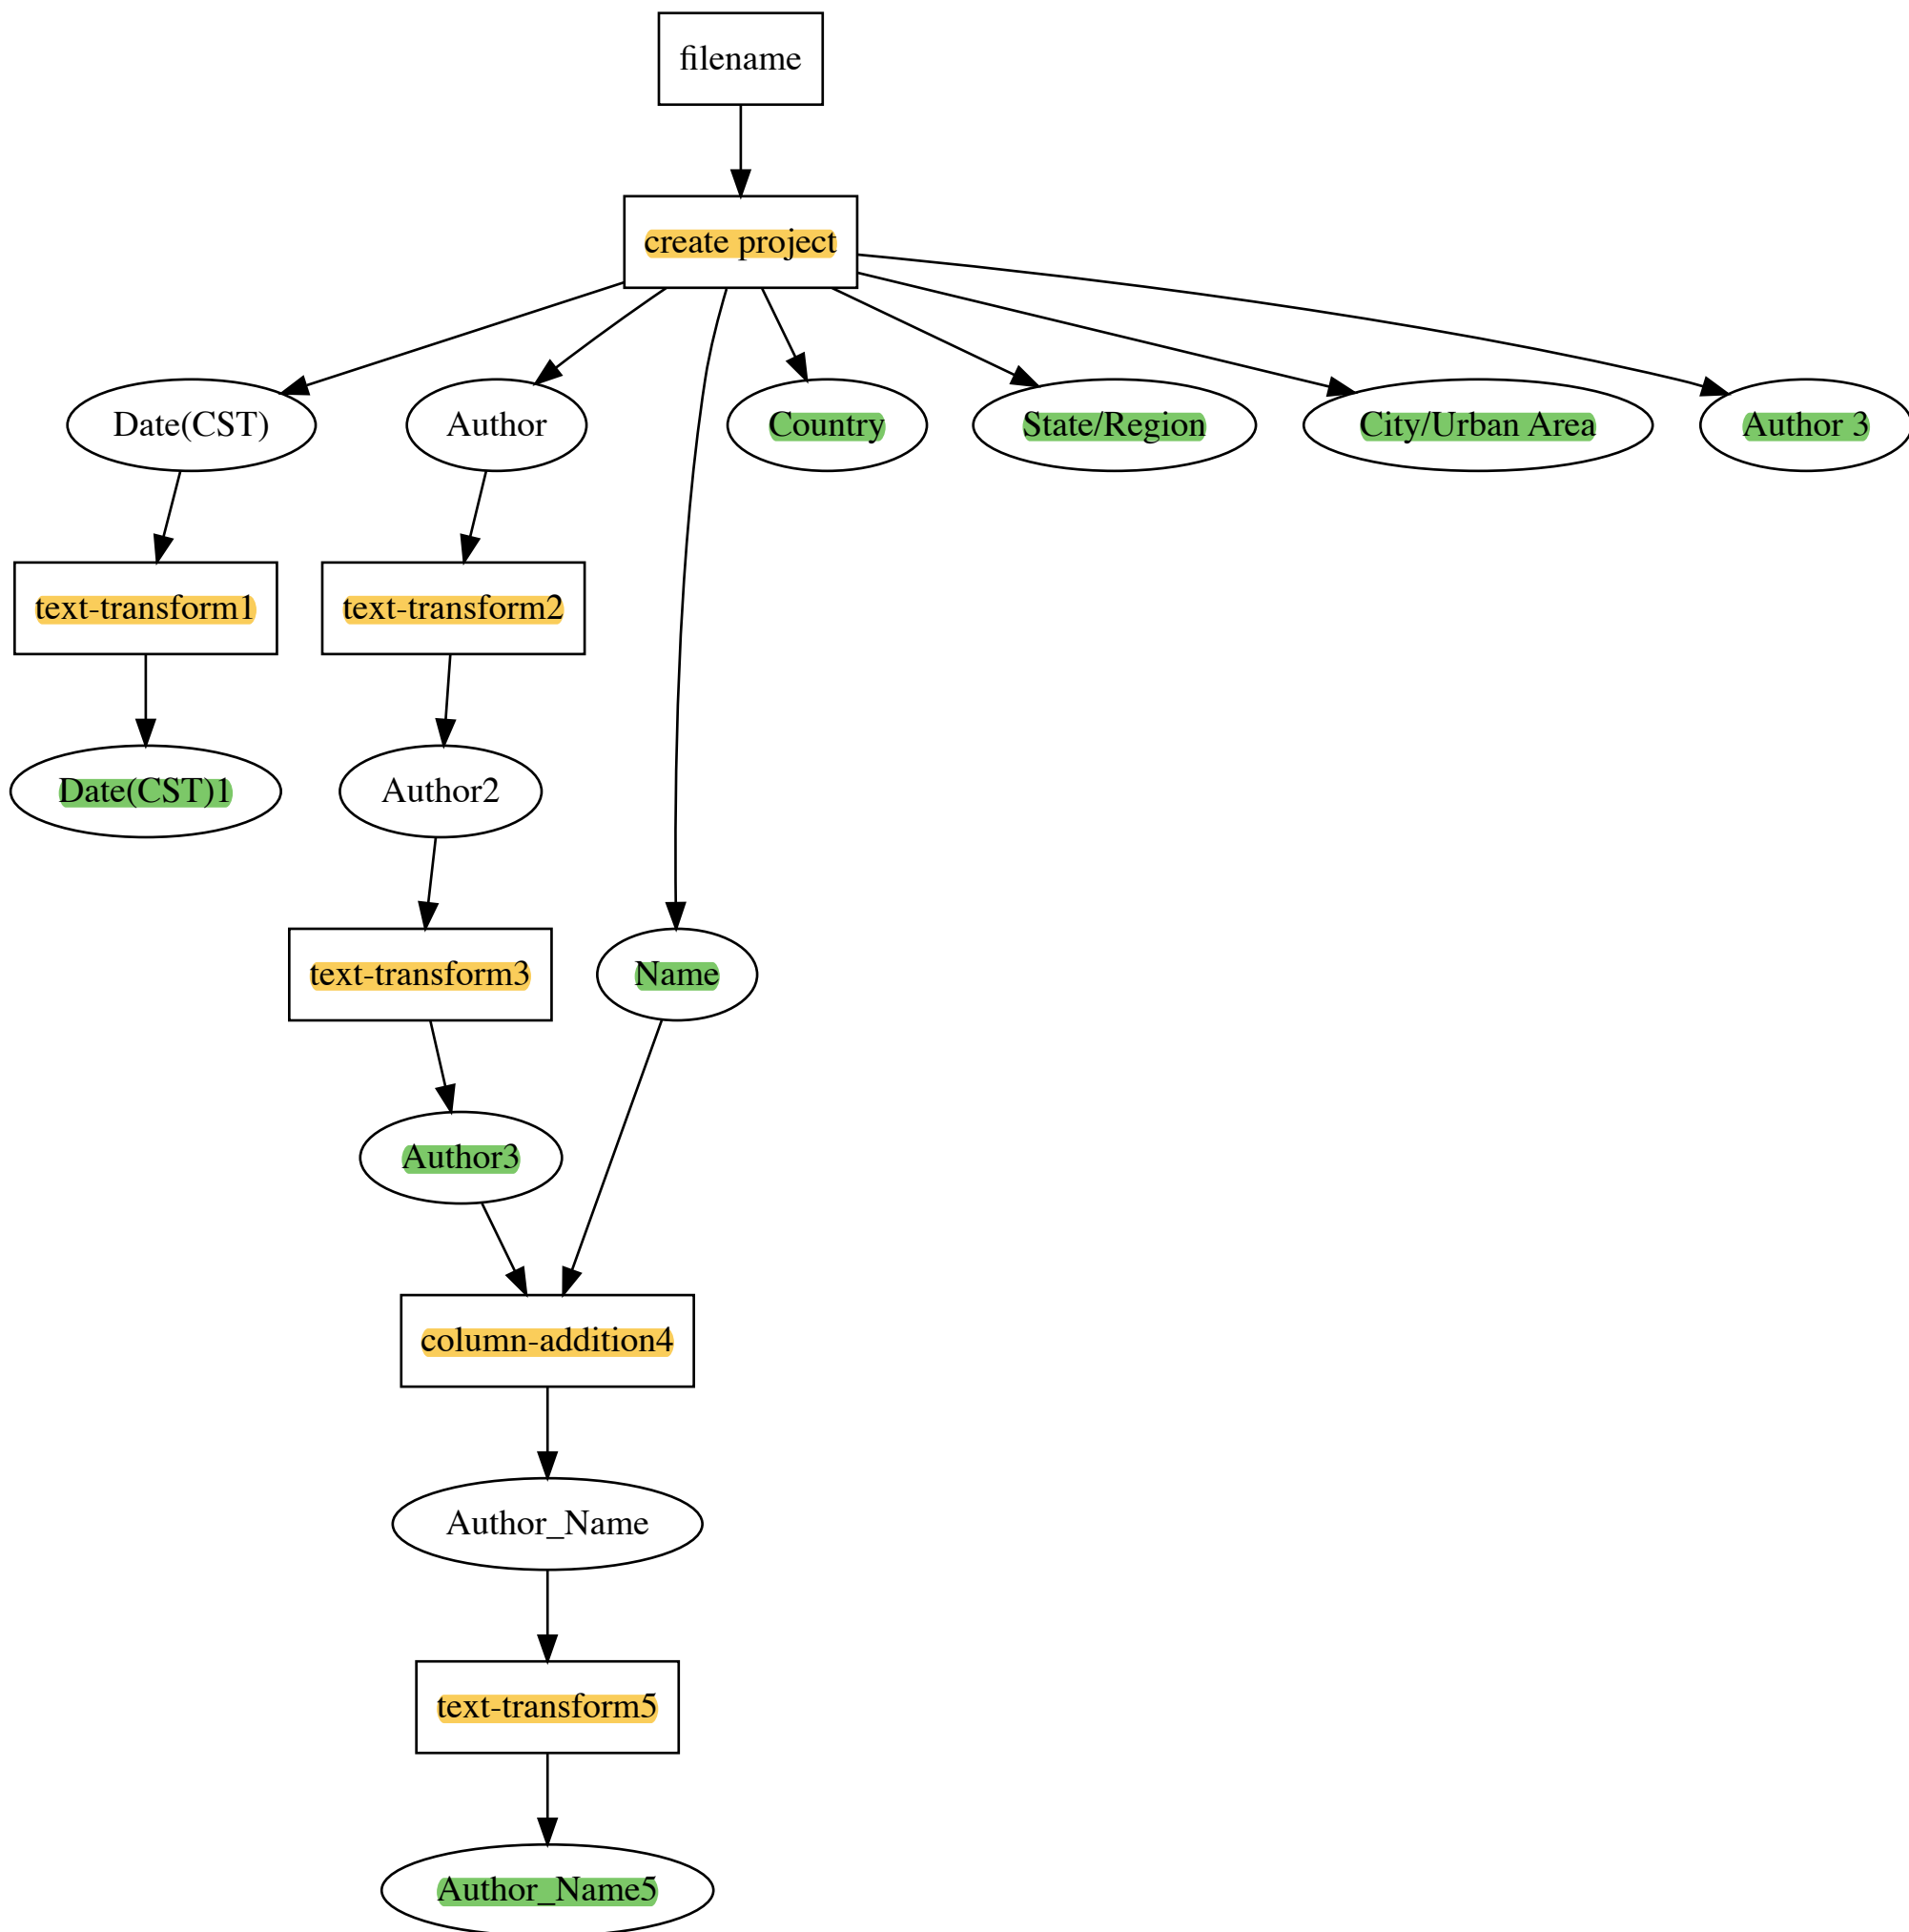 filename
create project
Date(CST)
Author
Country
State/Region
City/Urban Area
Author 3
text-transform1
text-transform2
Date(CST)1
Author2
text-transform3
Name
Author3
column-addition4
Author_Name
text-transform5
Author_Name5